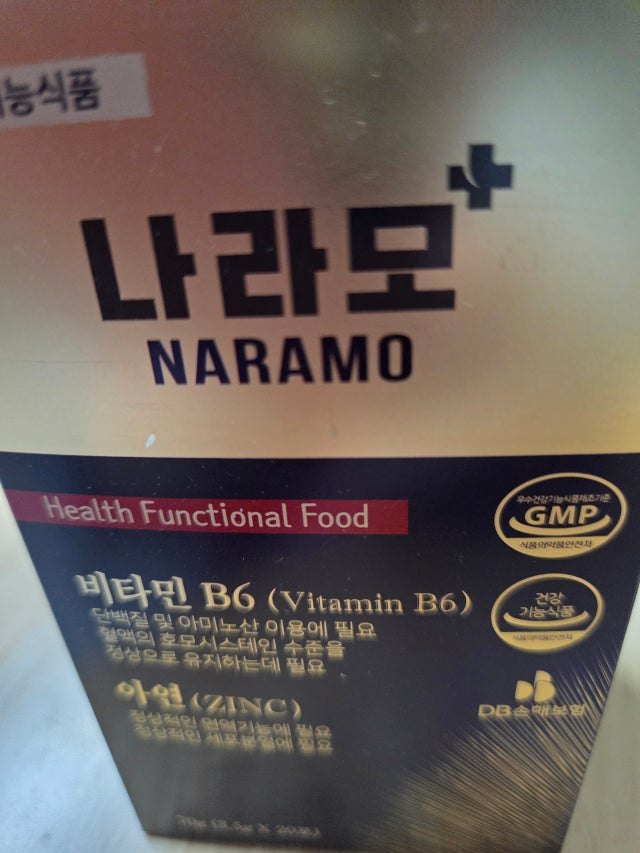 능식품
나라모
NARAMO
Health Functional Food
우수건강기능식품제조기준
GMP
식품의약품안전처
비타민 B6 (Vitamin B6)
단백질 및 아미노산 이용에 필요
혈액의 호모시스테인 수준을
정상으로 유지하는데 필요
건강
기능식품
식품의약품안전처
아연 (ZINC)
정상적인 면역기능에 필요
정상적인 세포분열에 필요
DB손해보험
70g (3.5g X 20포)